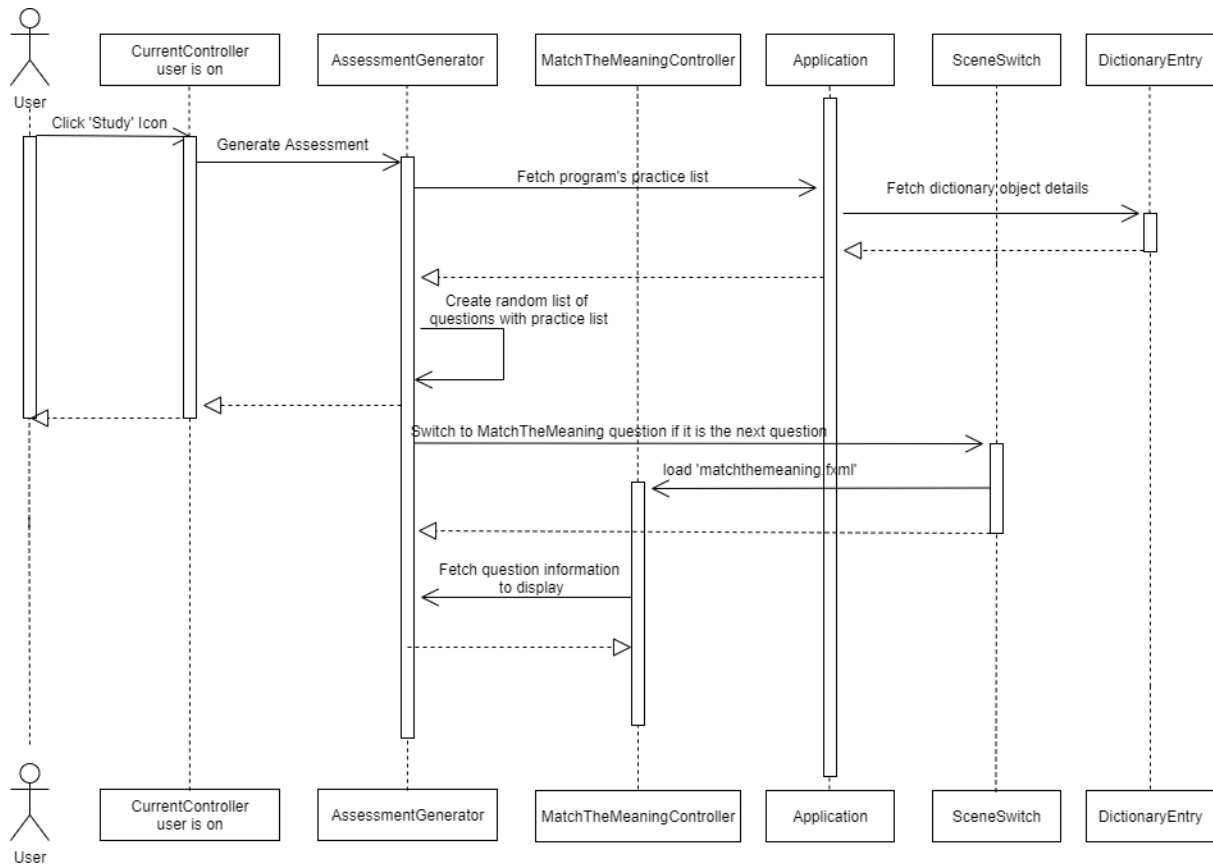 CurrentController
user is on
AssessmentGenerator
MatchTheMeaningController
Application
SceneSwitch
DictionaryEntry
User
Click 'Study' Icon
Generate Assessment
Fetch program's practice list
Fetch dictionary object details
Create random list of
questions with practice list
Switch to MatchTheMeaning question if it is the next question
load 'matchthemeaning.fxml'
Fetch question information
to display
CurrentController
user is on
AssessmentGenerator
MatchTheMeaningController
Application
SceneSwitch
DictionaryEntry
User